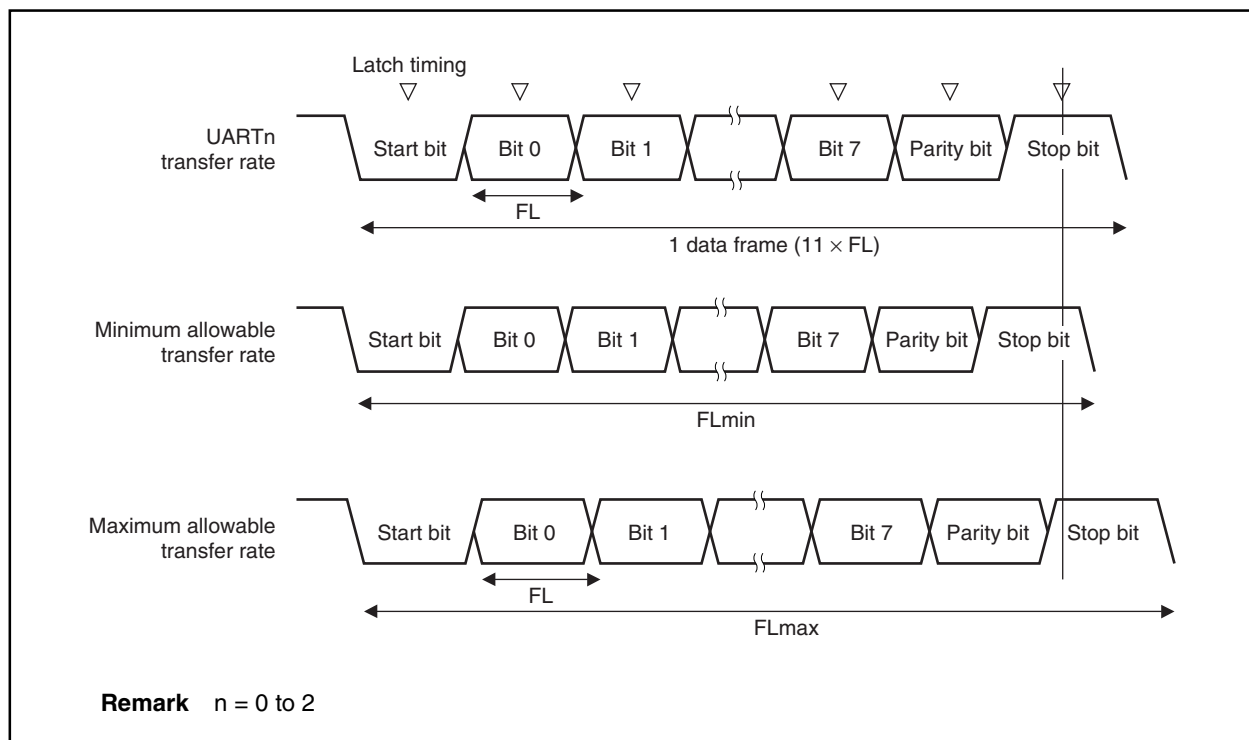 Latch timing
UARTn
transfer rate
Start bit
Bit 0
Bit 1
Bit 7
Parity bit
Stop bit
FL
1 data frame (11 × FL)
Minimum allowable
transfer rate
Start bit
Bit 0
Bit 1
Bit 7
Parity bit
Stop bit
FLmin
Maximum allowable
transfer rate
Start bit
Bit 0
Bit 1
Bit 7
Parity bit
Stop bit
FL
FLmax
Remark n = 0 to 2